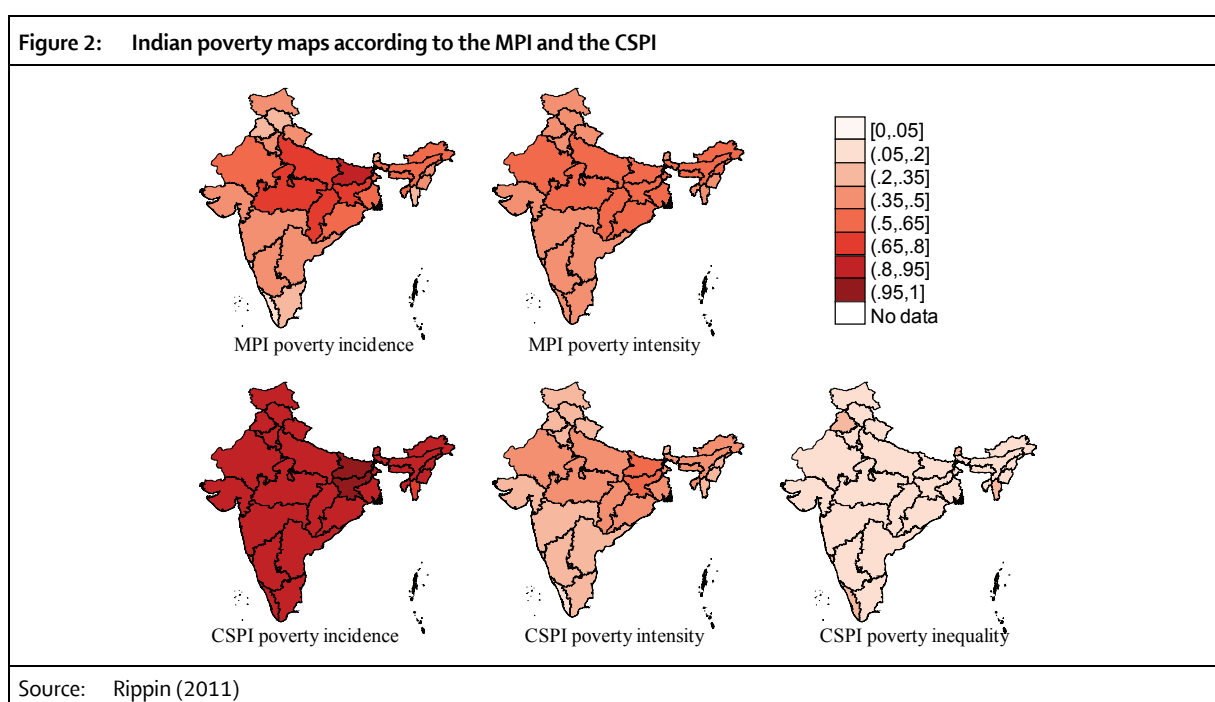 Figure 2: Indian poverty maps according to the MPI and the CSPI
[0,.05]
(.05,.2]
(.2,.35]
(.35,.5]
(.5,.65]
(.65,.8]
(.8,.95]
(.95,1]
No data
MPI poverty incidence
MPI poverty intensity
CSPI poverty incidence
CSPI poverty intensity
CSPI poverty inequality
Source: Rippin (2011)